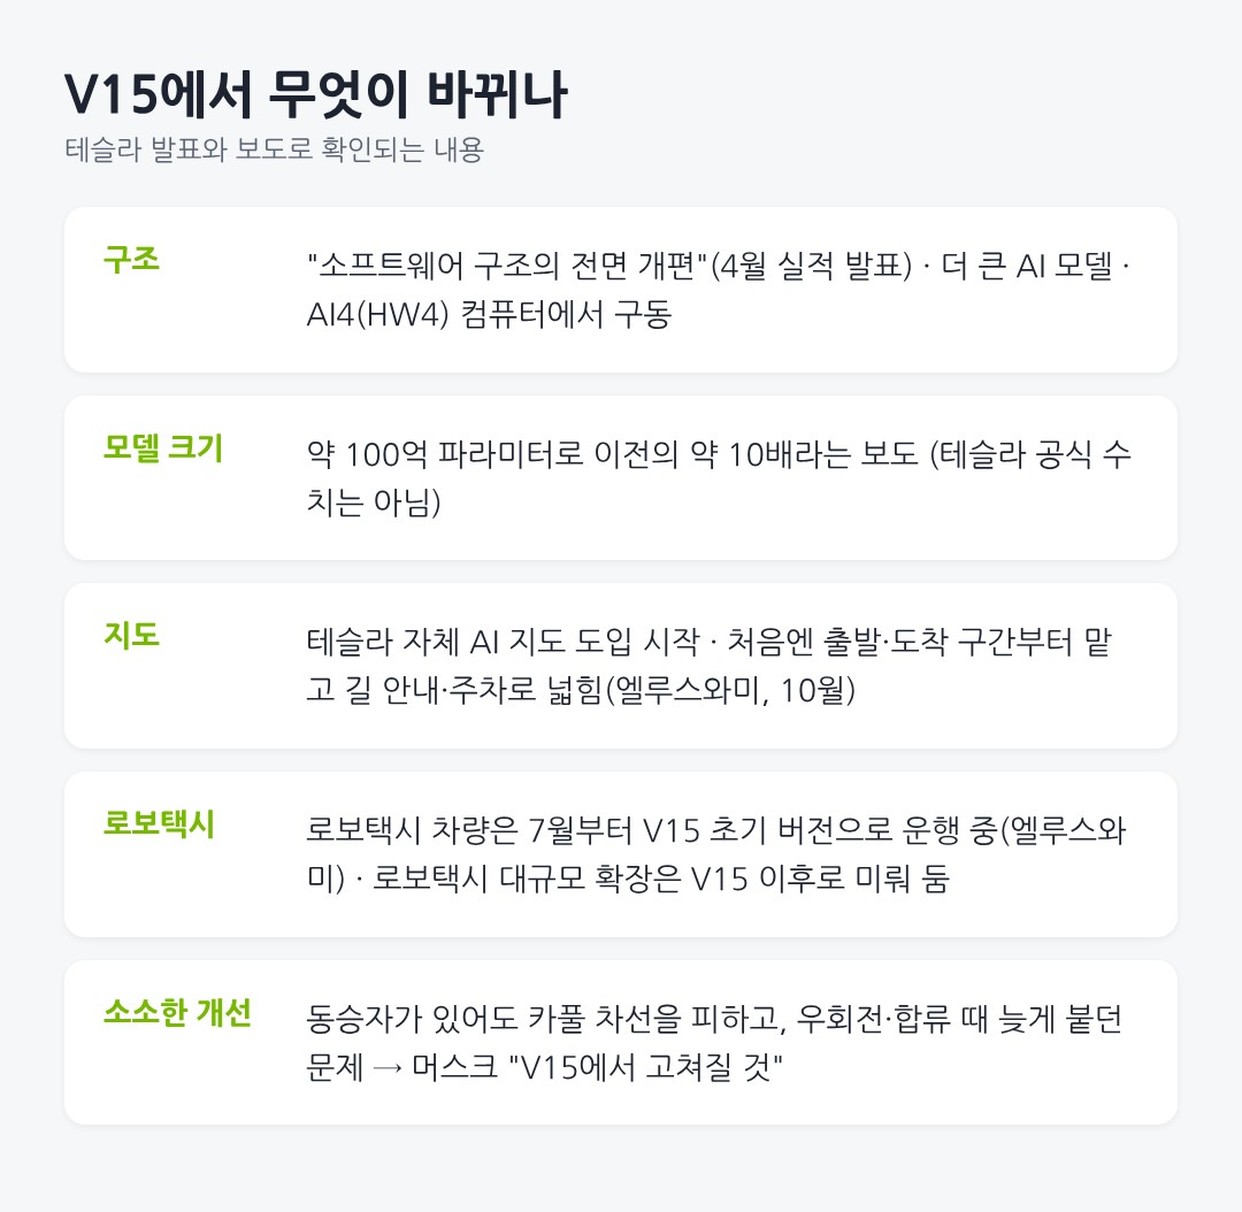 V15에서 무엇이 바뀌나
테슬라 발표와 보도로 확인되는 내용
구조
"소프트웨어 구조의 전면 개편"(4월 실적 발표) · 더 큰 AI 모델 ·
AI4(HW4) 컴퓨터에서 구동
모델 크기
약 100억 파라미터로 이전의 약 10배라는 보도 (테슬라 공식 수
치는 아님)
지도
테슬라 자체 AI 지도 도입 시작 · 처음엔 출발·도착 구간부터 맡
고 길 안내·주차로 넓힘(엘루스와미, 10월)
로보택시
로보택시 차량은 7월부터 V15 초기 버전으로 운행 중(엘루스와
미) · 로보택시 대규모 확장은 V15 이후로 미뤄 둠
소소한 개선
동승자가 있어도 카풀 차선을 피하고, 우회전·합류 때 늦게 붙던
문제 → 머스크 "V15에서 고쳐질 것"